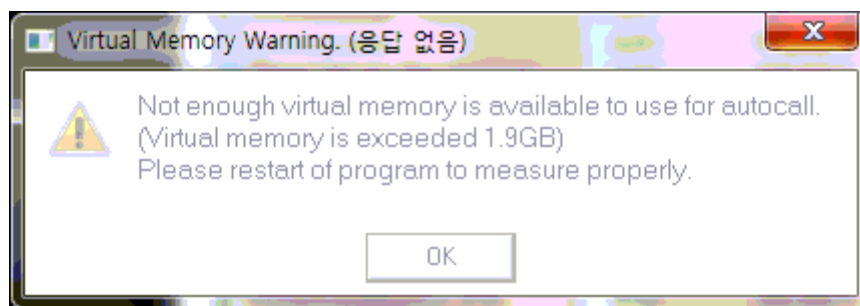 Virtual Memory Warning. (응답 없음)
Not enough virtual memory is available to use for autocall.
(Virtual memory is exceeded 1.9GB)
Please restart of program to measure properly.
OK